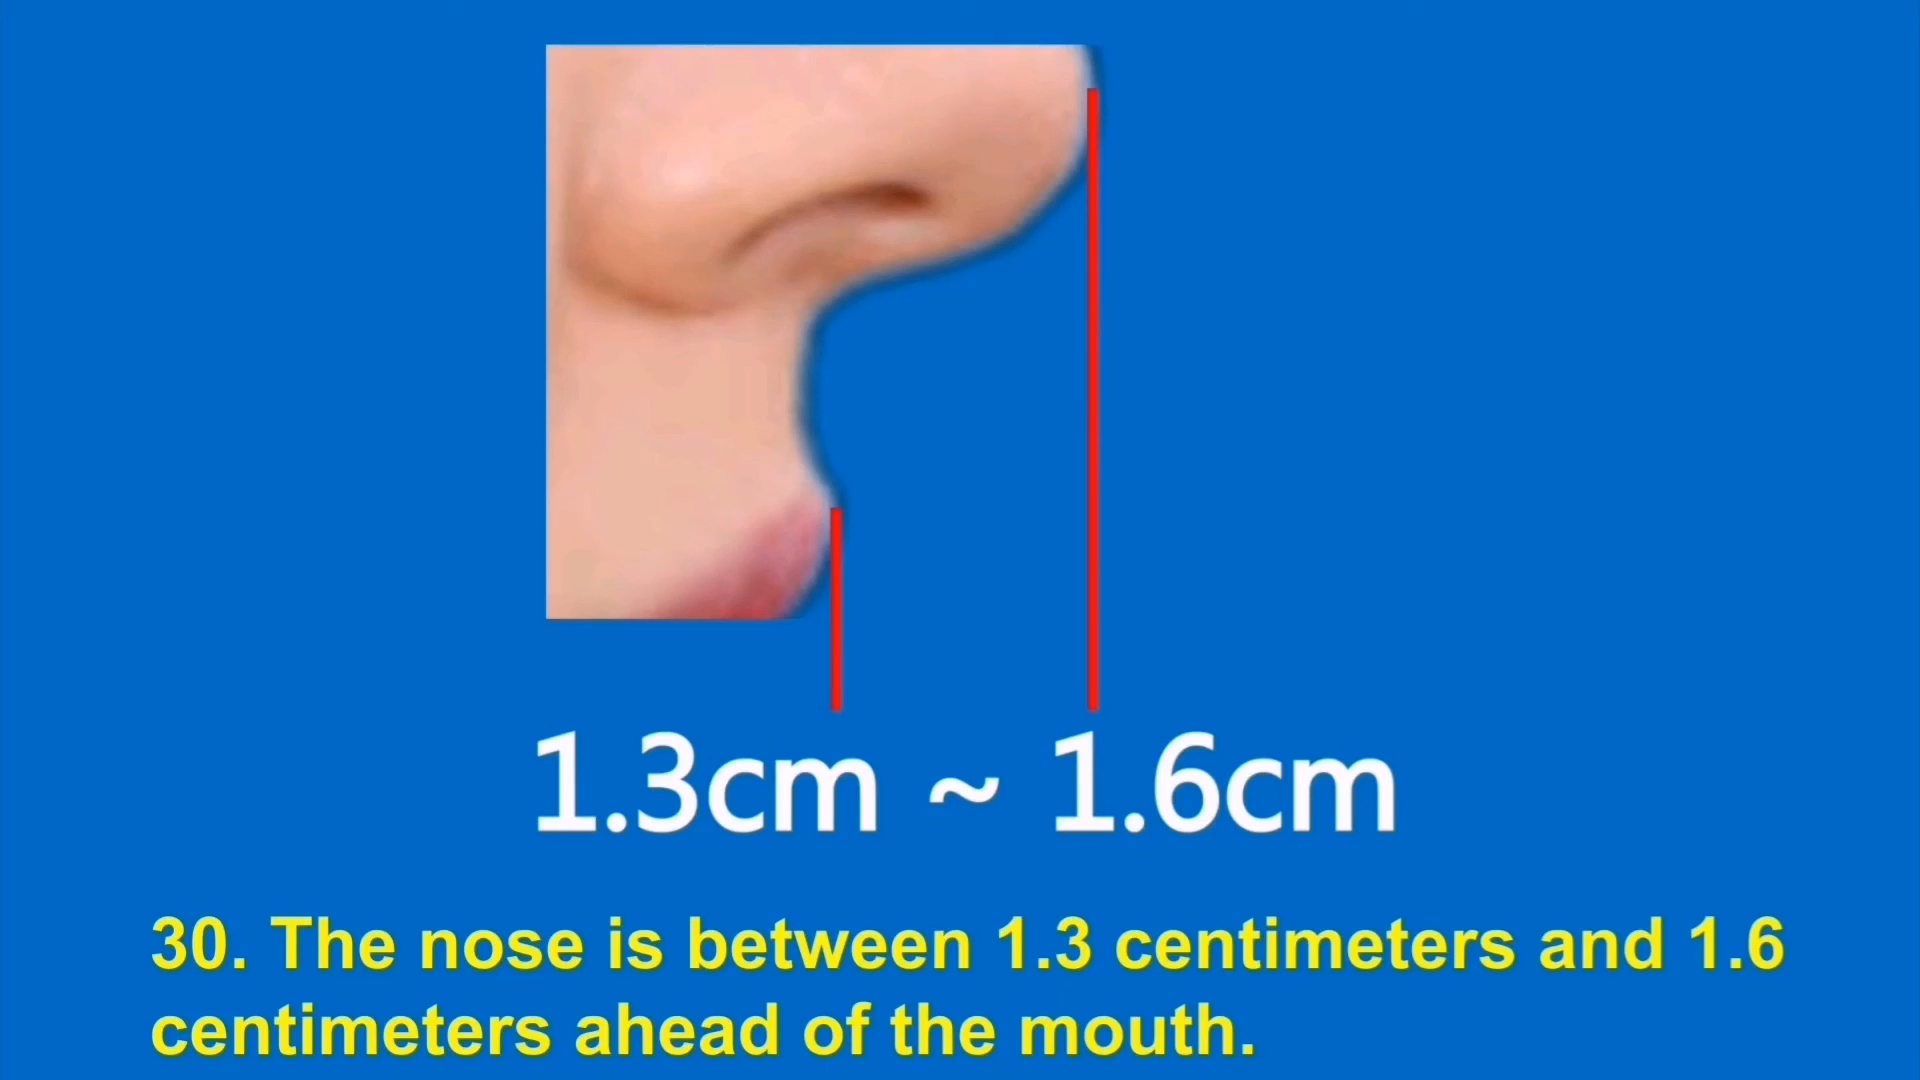 1.3cm ~ 1.6cm
30. The nose is between 1.3 centimeters and 1.6
centimeters ahead of the mouth.